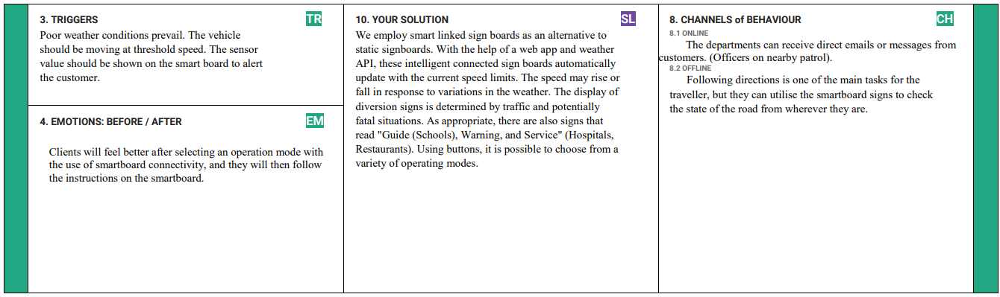 3. TRIGGERS
TR
Poor weather conditions prevail. The vehicle
should be moving at threshold speed. The sensor
value should be shown on the smart board to alert
the customer.
4. EMOTIONS: BEFORE / AFTER
EM
Clients will feel better after selecting an operation mode with
the use of smartboard connectivity, and they will then follow
the instructions on the smartboard.
10. YOUR SOLUTION
SL
We employ smart linked sign boards as an alternative to
static signboards. With the help of a web app and weather
API, these intelligent connected sign boards automatically
update with the current speed limits. The speed may rise or
fall in response to variations in the weather. The display of
diversion signs is determined by traffic and potentially
fatal situations. As appropriate, there are also signs that
read "Guide (Schools), Warning, and Service" (Hospitals,
Restaurants). Using buttons, it is possible to choose from a
variety of operating modes.
8. CHANNELS of BEHAVIOUR
CH
8.1 ONLINE
The departments can receive direct emails or messages from
customers. (Officers on nearby patrol).
8.2 OFFLINE
Following directions is one of the main tasks for the
traveller, but they can utilise the smartboard signs to check
the state of the road from wherever they are.